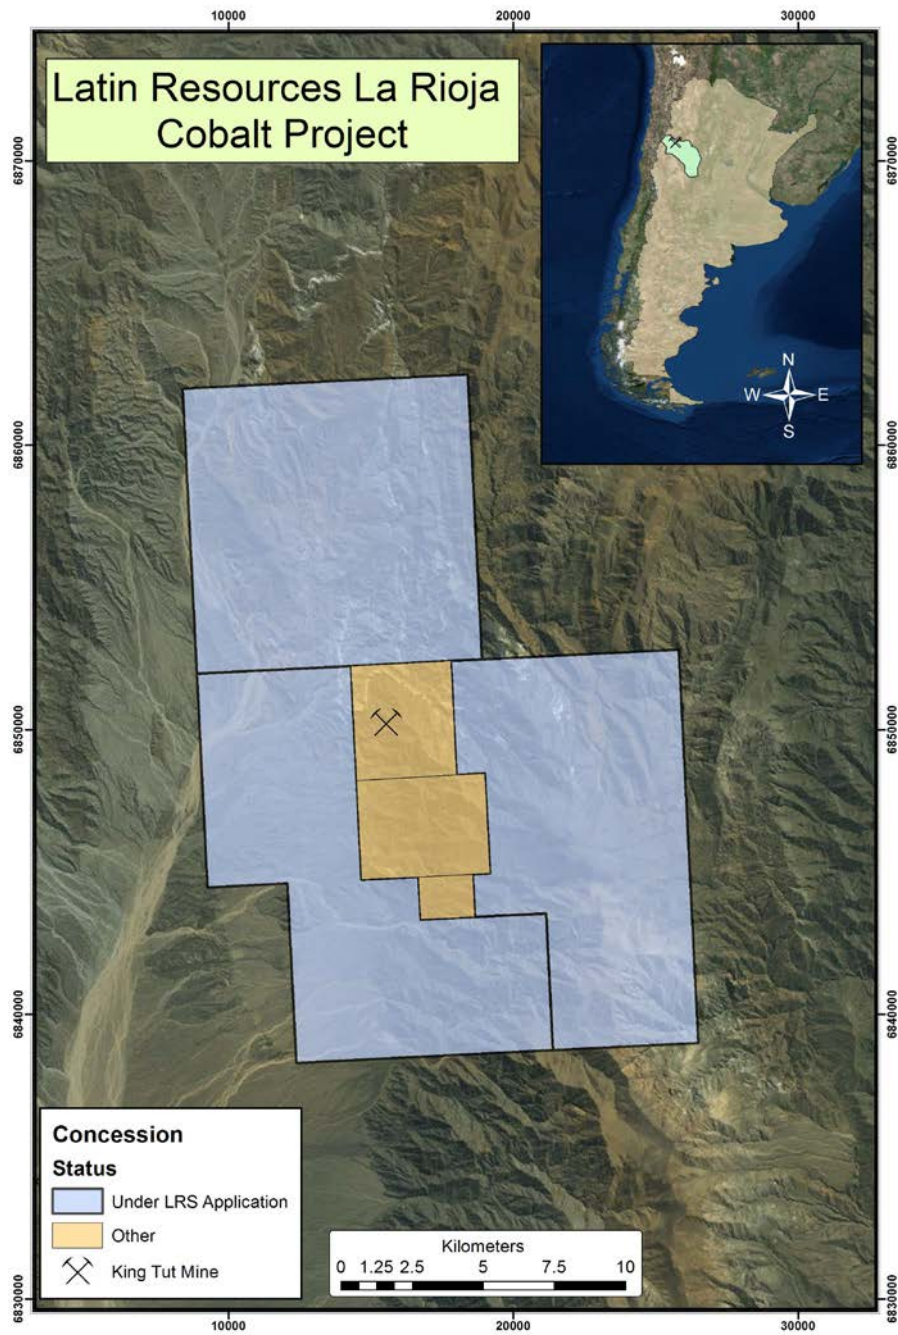 10000 20000 30000
Latin Resources La Rioja
Cobalt Project
6870000 6870000
N
W E
S
6860000 6860000
6850000 6850000
6840000 6840000
Concession
Status
Under LRS Application
Other
King Tut Mine
Kilometers
0 1.25 2.5 5 7.5 10
6830000 6830000
10000 20000 30000